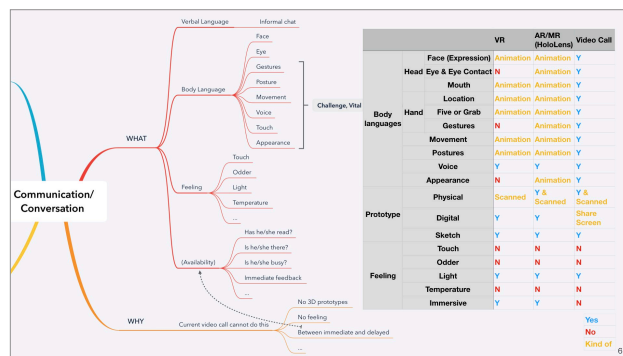 Communication/
Conversation
WHAT
Verbal Language
Informal chat
Body Language
Face
Eye
Gestures
Posture
Movement
Voice
Touch
Appearance
Challenge, Vital
Feeling
Touch
Odder
Light
Temperature
...
(Availability)
Has he/she read?
Is he/she there?
Is he/she busy?
Immediate feedback
...
WHY
Current video call cannot do this
No 3D prototypes
No feeling
Between immediate and delayed
...
VR AR/MR (HoloLens) Video Call
Body languages
Head Face (Expression) Animation Animation Y
Eye & Eye Contact N Animation Y
Mouth Animation Animation Y
Hand Location Animation Animation Y
Five or Grab Animation Animation Y
Gestures N Animation Y
Movement Animation Animation Y
Postures Animation Animation Y
Voice Y Y Y
Appearance N Animation Y
Prototype
Physical Scanned Y & Scanned Y & Scanned
Digital Y Y Share Screen
Sketch Y Y Y
Feeling
Touch N N N
Odder N N N
Light Y Y Y
Temperature N N N
Immersive Y Y N
Yes
No
Kind of
6